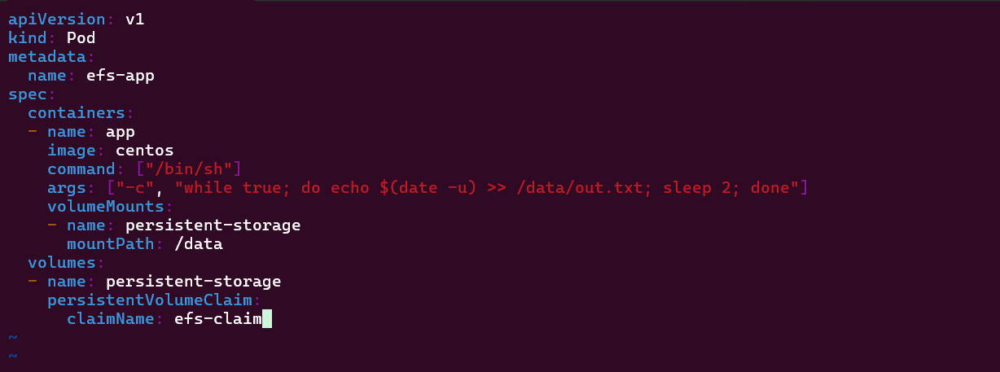 apiVersion: v1
kind: Pod
metadata:
  name: efs-app
spec:
  containers:
  - name: app
    image: centos
    command: ["/bin/sh"]
    args: ["-c", "while true; do echo $(date -u) >> /data/out.txt; sleep 2; done"]
    volumeMounts:
    - name: persistent-storage
      mountPath: /data
  volumes:
  - name: persistent-storage
    persistentVolumeClaim:
      claimName: efs-claim
~
~